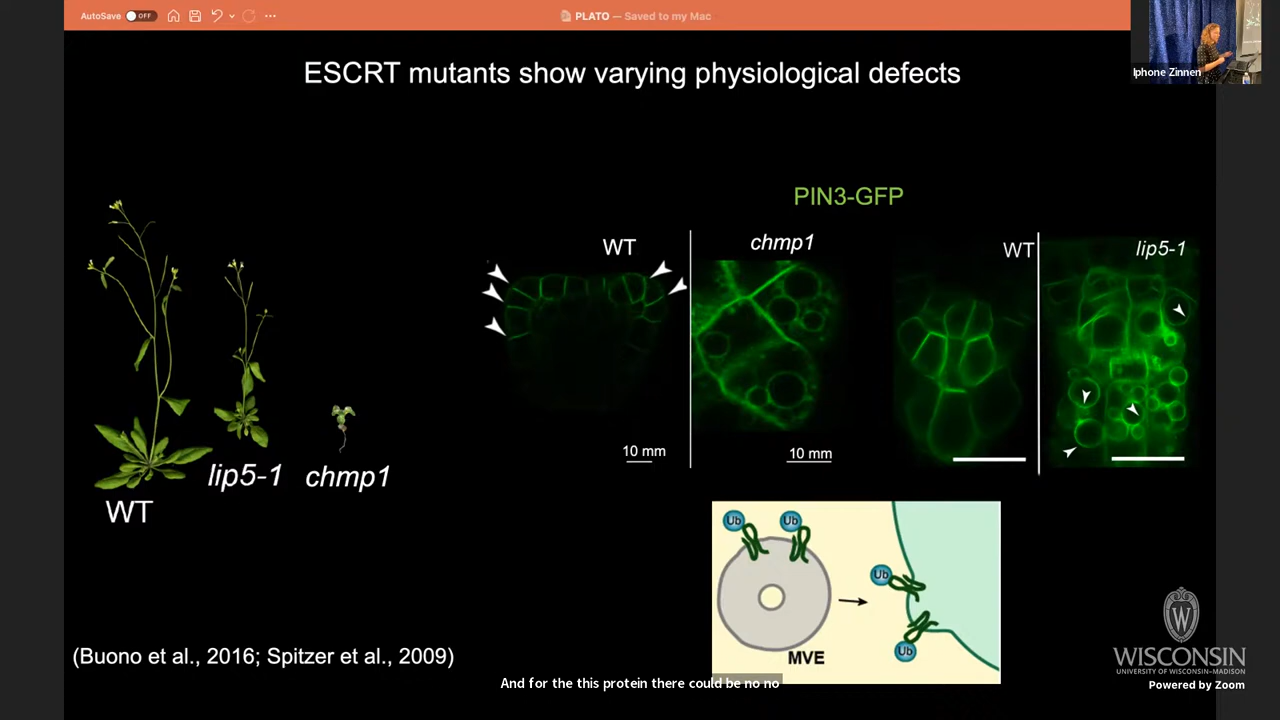 AutoSave OFF
PLATO — Saved to my Mac
Iphone Zinnen
ESCRT mutants show varying physiological defects
PIN3-GFP
WT
chmp1
WT
lip5-1
10 mm
10 mm
lip5-1
chmp1
WT
Ub
Ub
Ub
Ub
MVE
(Buono et al., 2016; Spitzer et al., 2009)
And for the this protein there could be no no
W
WISCONSIN
UNIVERSITY OF WISCONSIN–MADISON
Powered by Zoom